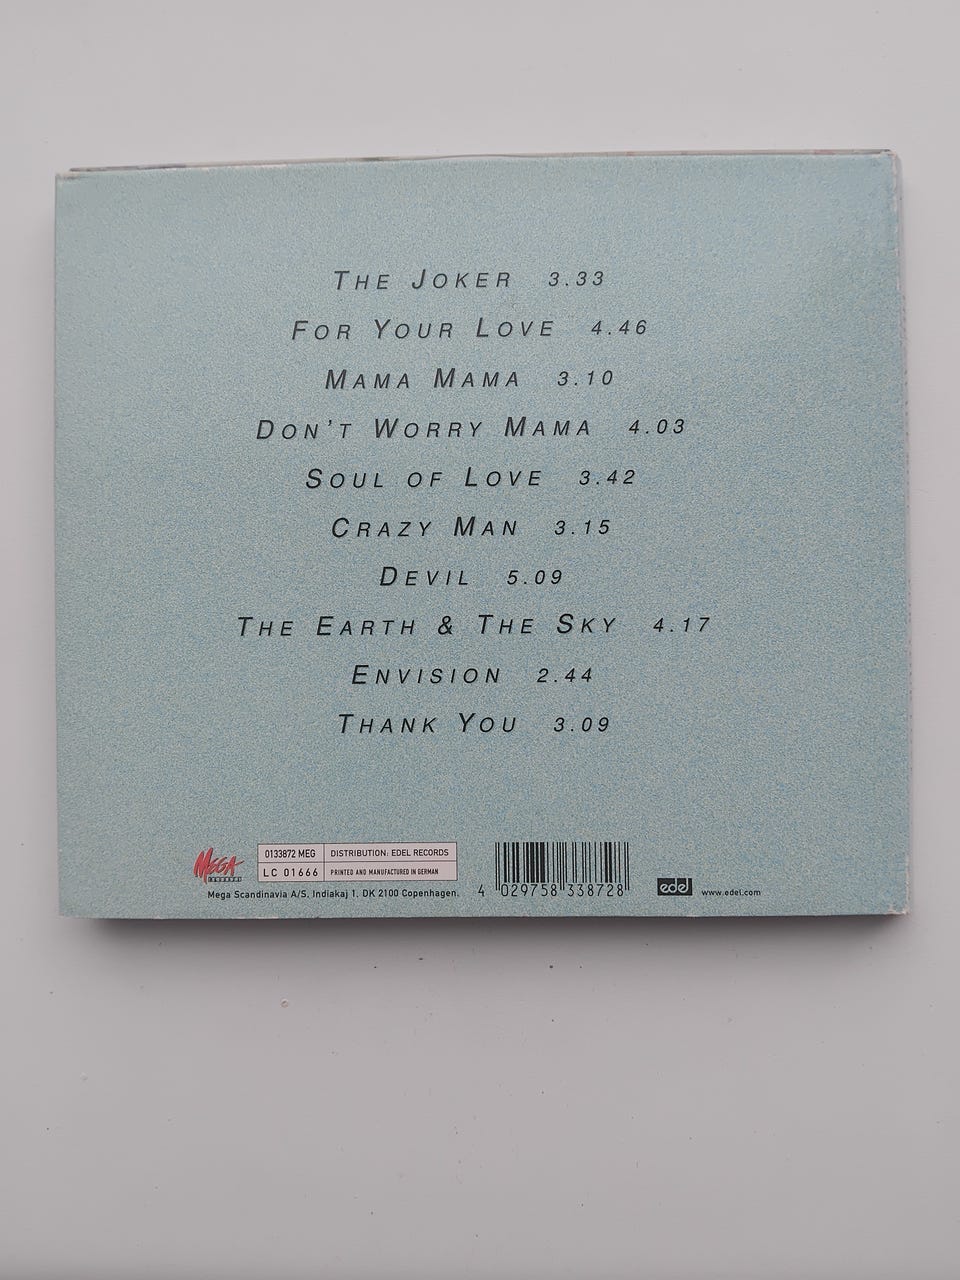 The Joker 3.33
For Your Love 4.46
Mama Mama 3.10
Don't Worry Mama 4.03
Soul of Love 3.42
Crazy Man 3.15
Devil 5.09
The Earth & The Sky 4.17
Envision 2.44
Thank You 3.09
Mega
RECORDS
0133872 MEG
DISTRIBUTION: EDEL RECORDS
LC 01666
PRINTED AND MANUFACTURED IN GERMAN
Mega Scandinavia A/S, Indiakaj 1. DK 2100 Copenhagen.
4 029758 338728
edel
www.edel.com